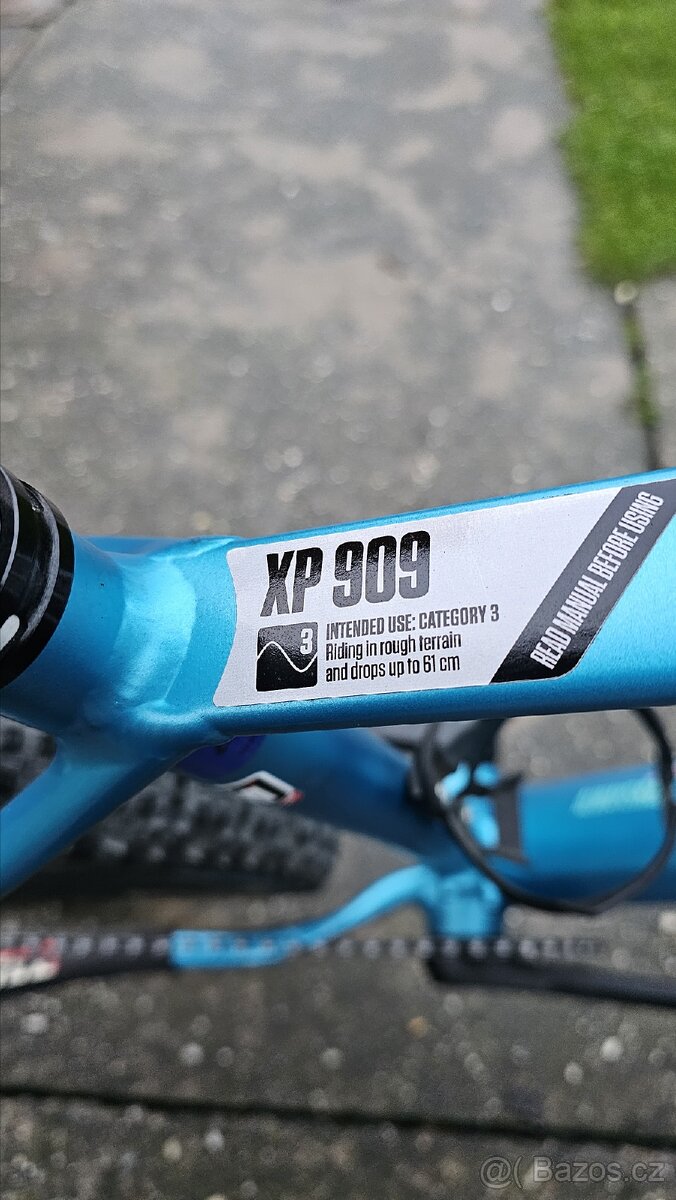 XP 909
3
INTENDED USE: CATEGORY 3
Riding in rough terrain
and drops up to 61 cm
READ MANUAL BEFORE USING
@( Bazos.cz